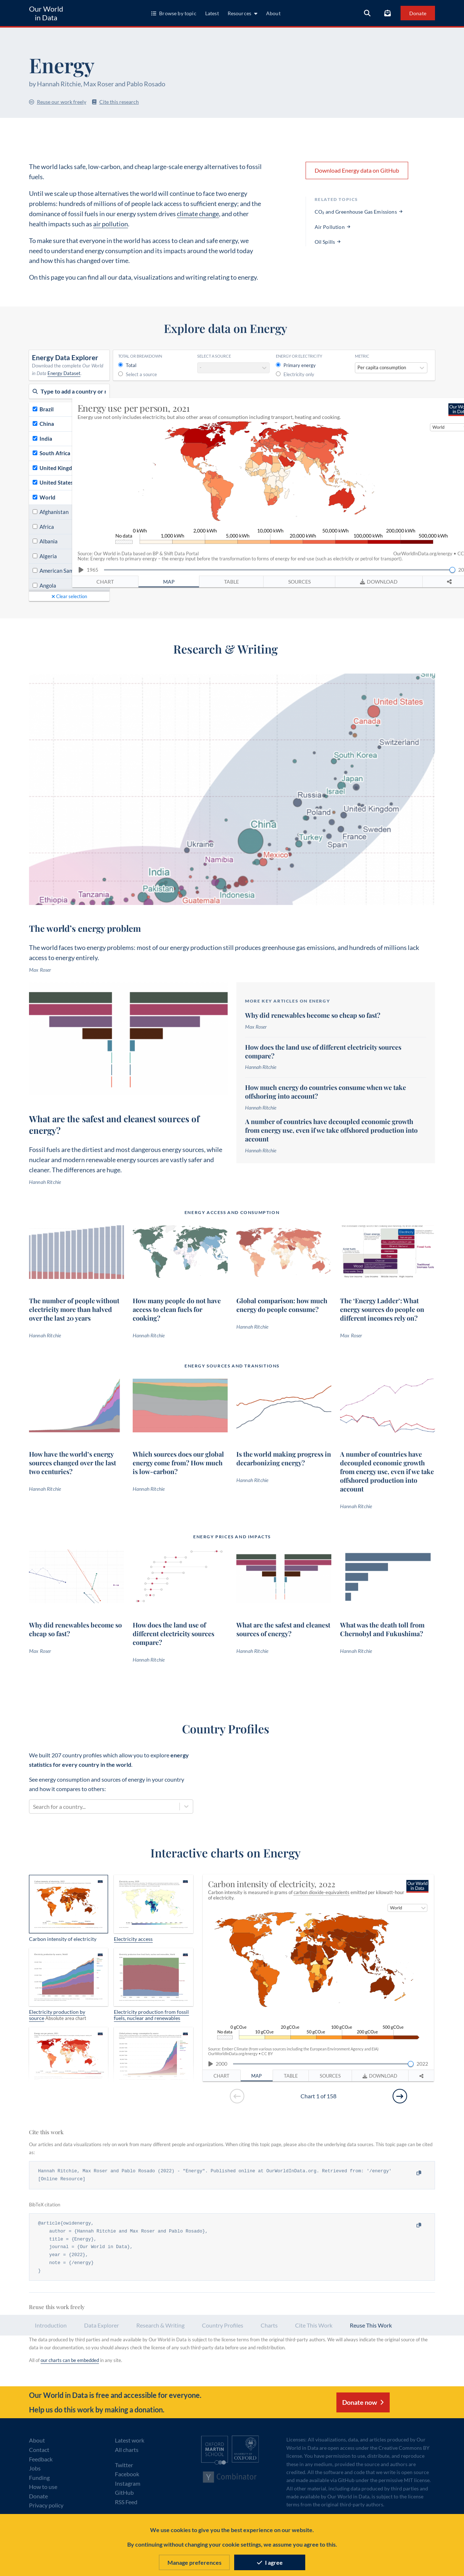 Our World
in Data
Browse by topic
Latest
Resources
About
Donate
Energy
by Hannah Ritchie, Max Roser and Pablo Rosado
Reuse our work freely
Cite this research
The world lacks safe, low-carbon, and cheap large-scale energy alternatives to fossil
fuels.
Until we scale up those alternatives the world will continue to face two energy
problems: hundreds of millions of people lack access to sufficient energy; and the
dominance of fossil fuels in our energy system drives climate change, and other
health impacts such as air pollution.
To make sure everyone in the world has access to clean and safe energy, we
need to understand energy consumption and its impacts around the world today
and how this has changed over time.
On this page you can find all our data, visualizations and writing relating to energy.
Download Energy data on GitHub
RELATED TOPICS
CO₂ and Greenhouse Gas Emissions
Air Pollution
Oil Spills
Explore data on Energy
Energy Data Explorer
Download the complete Our World
in Data Energy Dataset.
TOTAL OR BREAKDOWN
Total
Select a source
SELECT A SOURCE
ENERGY OR ELECTRICITY
Primary energy
Electricity only
METRIC
Per capita consumption
Type to add a country or r
Brazil
China
India
South Africa
United Kingd
United States
World
Afghanistan
Africa
Albania
Algeria
American Sam
Angola
Clear selection
Energy use per person, 2021
Energy use not only includes electricity, but also other areas of consumption including transport, heating and cooking.
World
No data
0 kWh
1,000 kWh
2,000 kWh
5,000 kWh
10,000 kWh
20,000 kWh
50,000 kWh
100,000 kWh
200,000 kWh
500,000 kWh
Source: Our World in Data based on BP & Shift Data Portal
OurWorldInData.org/energy • CC
Note: Energy refers to primary energy – the energy input before the transformation to forms of energy for end-use (such as electricity or petrol for transport).
1965
20
CHART
MAP
TABLE
SOURCES
DOWNLOAD
Research & Writing
Sing
United States
Canada
Switzerland
South Korea
Japan
Israel
Russia
Poland
United Kingdom
China
Sweden
Turkey
France
Ukraine
Spain
Namibia
Mexico
India
Tanzania
Pakistan
Indonesia
Ethiopia
Guatemala
The world's energy problem
The world faces two energy problems: most of our energy production still produces greenhouse gas emissions, and hundreds of millions lack
access to energy entirely.
Max Roser
What are the safest and cleanest sources of
energy?
Fossil fuels are the dirtiest and most dangerous energy sources, while
nuclear and modern renewable energy sources are vastly safer and
cleaner. The differences are huge.
Hannah Ritchie
MORE KEY ARTICLES ON ENERGY
Why did renewables become so cheap so fast?
Max Roser
How does the land use of different electricity sources
compare?
Hannah Ritchie
How much energy do countries consume when we take
offshoring into account?
Hannah Ritchie
A number of countries have decoupled economic growth
from energy use, even if we take offshored production into
account
Hannah Ritchie
ENERGY ACCESS AND CONSUMPTION
The number of people without
electricity more than halved
over the last 20 years
Hannah Ritchie
How many people do not have
access to clean fuels for
cooking?
Hannah Ritchie
Global comparison: how much
energy do people consume?
Hannah Ritchie
The 'Energy Ladder': What
energy sources do people on
different incomes rely on?
Max Roser
ENERGY SOURCES AND TRANSITIONS
How have the world's energy
sources changed over the last
two centuries?
Hannah Ritchie
Which sources does our global
energy come from? How much
is low-carbon?
Hannah Ritchie
Is the world making progress in
decarbonizing energy?
Hannah Ritchie
A number of countries have
decoupled economic growth
from energy use, even if we take
offshored production into
account
Hannah Ritchie
ENERGY PRICES AND IMPACTS
Why did renewables become so
cheap so fast?
Max Roser
How does the land use of
different electricity sources
compare?
Hannah Ritchie
What are the safest and cleanest
sources of energy?
Hannah Ritchie
What was the death toll from
Chernobyl and Fukushima?
Hannah Ritchie
Country Profiles
We built 207 country profiles which allow you to explore energy
statistics for every country in the world.
See energy consumption and sources of energy in your country
and how it compares to others:
Search for a country...
Interactive charts on Energy
Carbon intensity of electricity
Electricity access
Electricity production by
source Absolute area chart
Electricity production from fossil
fuels, nuclear and renewables
Carbon intensity of electricity, 2022
Carbon intensity is measured in grams of carbon dioxide-equivalents emitted per kilowatt-hour
of electricity.
Our World
in Data
World
No data
0 gCO₂e
10 gCO₂e
20 gCO₂e
50 gCO₂e
100 gCO₂e
200 gCO₂e
500 gCO₂e
Source: Ember Climate (from various sources including the European Environment Agency and EIA)
OurWorldInData.org/energy • CC BY
2000
2022
CHART
MAP
TABLE
SOURCES
DOWNLOAD
Chart 1 of 158
Cite this work
Our articles and data visualizations rely on work from many different people and organizations. When citing this topic page, please also cite the underlying data sources. This topic page can be cited
as:
Hannah Ritchie, Max Roser and Pablo Rosado (2022) - "Energy". Published online at OurWorldInData.org. Retrieved from: '/energy'
[Online Resource]
BibTeX citation
@article{owidenergy,
author = {Hannah Ritchie and Max Roser and Pablo Rosado},
title = {Energy},
journal = {Our World in Data},
year = {2022},
note = {/energy}
}
Reuse this work freely
Introduction
Data Explorer
Research & Writing
Country Profiles
Charts
Cite This Work
Reuse This Work
The data produced by third parties and made available by Our World in Data is subject to the license terms from the original third-party authors. We will always indicate the original source of the
data in our documentation, so you should always check the license of any such third-party data before use and redistribution.
All of our charts can be embedded in any site.
Our World in Data is free and accessible for everyone.
Help us do this work by making a donation.
Donate now
About
Contact
Feedback
Jobs
Funding
How to use
Donate
Privacy policy
Latest work
All charts
Twitter
Facebook
Instagram
GitHub
RSS Feed
OXFORD
MARTIN
SCHOOL
UNIVERSITY OF
OXFORD
Y Combinator
Licenses: All visualizations, data, and articles produced by Our
World in Data are open access under the Creative Commons BY
license. You have permission to use, distribute, and reproduce
these in any medium, provided the source and authors are
credited. All the software and code that we write is open source
and made available via GitHub under the permissive MIT license.
All other material, including data produced by third parties and
made available by Our World in Data, is subject to the license
terms from the original third-party authors.
We use cookies to give you the best experience on our website.
By continuing without changing your cookie settings, we assume you agree to this.
Manage preferences
I agree